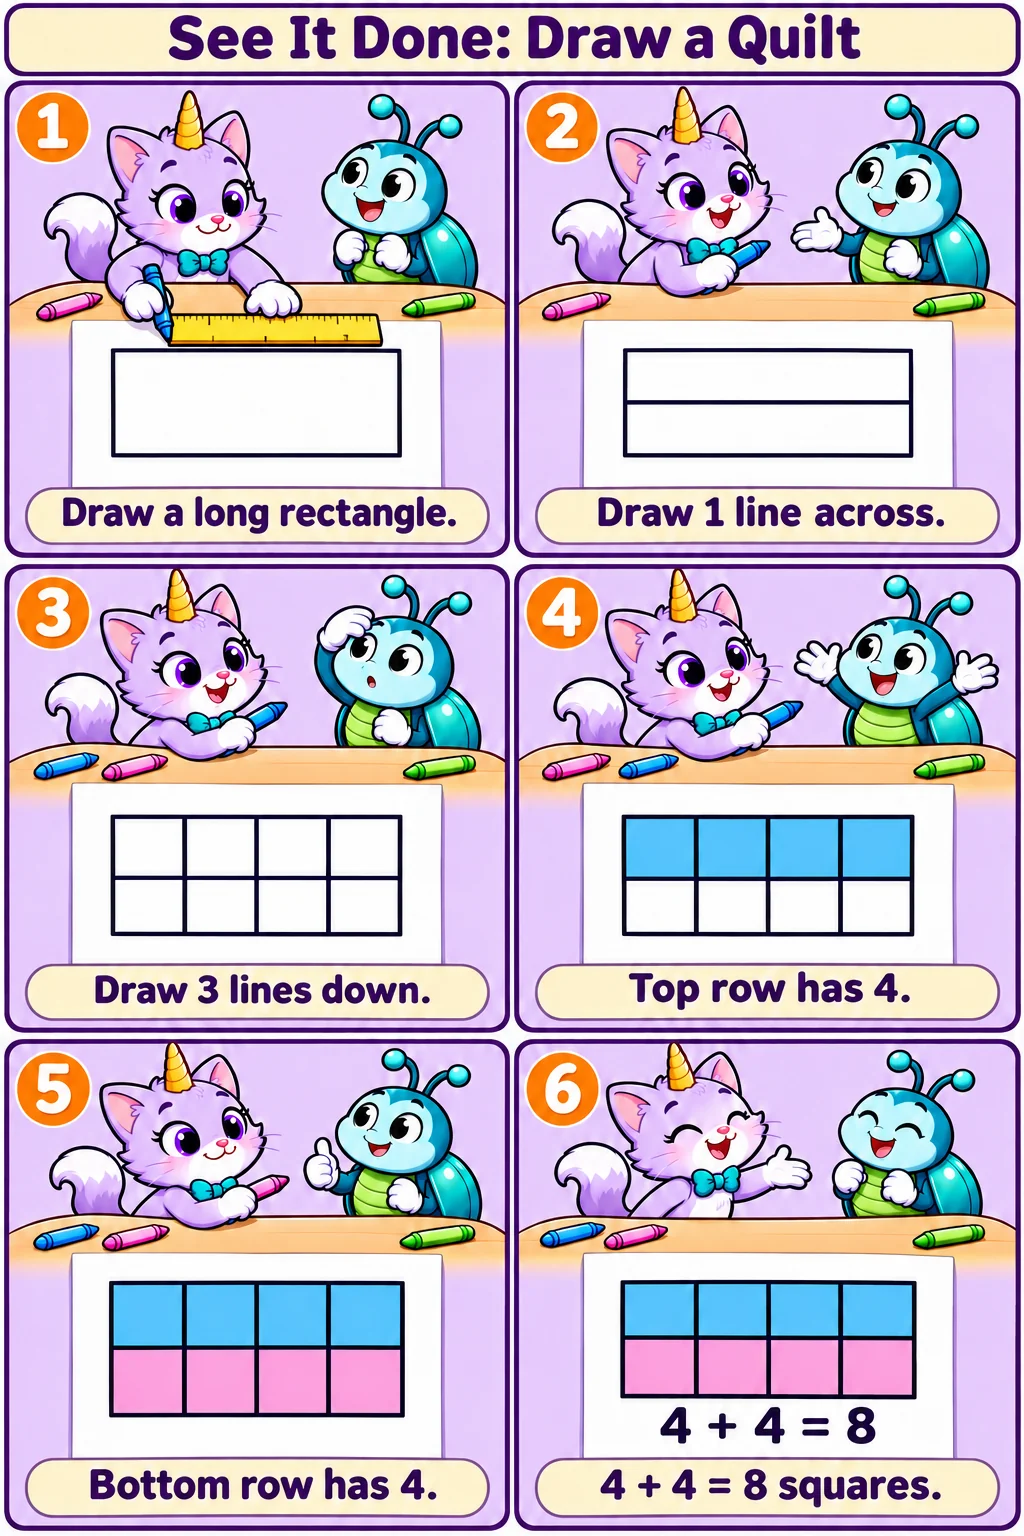 See It Done: Draw a Quilt
1
Draw a long rectangle.
2
Draw 1 line across.
3
Draw 3 lines down.
4
Top row has 4.
5
Bottom row has 4.
6
4 + 4 = 8
4 + 4 = 8 squares.